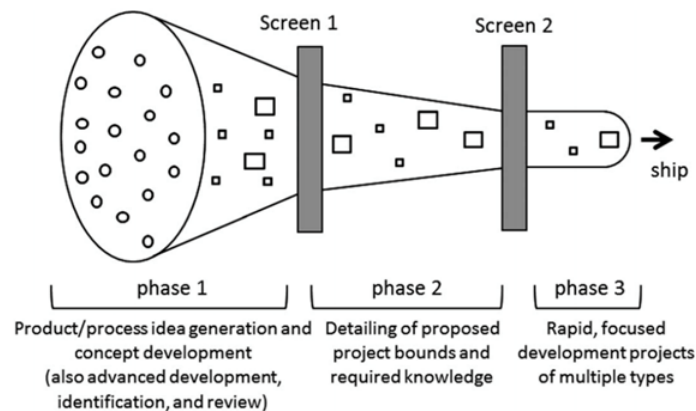 Screen 1
Screen 2
ship
phase 1
phase 2
phase 3
Product/process idea generation and
concept development
(also advanced development,
identification, and review)
Detailing of proposed
project bounds and
required knowledge
Rapid, focused
development projects
of multiple types